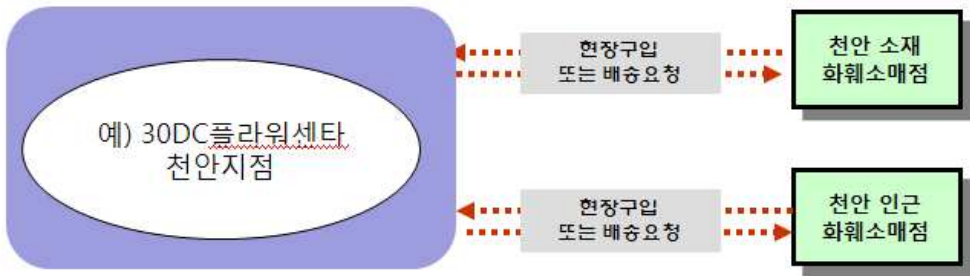 현장구입
또는 배송요청
천안 소재
화훼소매점
예) 30DC플라워센타
천안지점
현장구입
또는 배송요청
천안 인근
화훼소매점